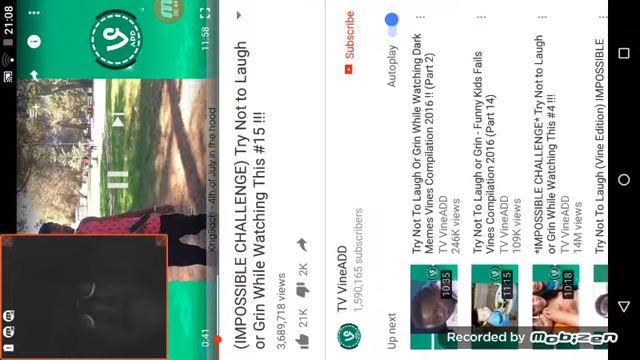 21:08
00:44
ADD
11:58
KingBach - 4th of July in the hood
0:41
(IMPOSSIBLE CHALLENGE) Try Not to Laugh
or Grin While Watching This #15 !!!
3,689,718 views
21K
2K
TV VineADD
1,590,165 subscribers
Subscribe
Up next
Autoplay
Try Not To Laugh Or Grin While Watching Dark
Memes Vines Compilation 2016 !! (Part 2)
TV VineADD
246K views
10:35
Try Not To Laugh or Grin - Funny Kids Fails
Vines Compilation 2016 (Part 14)
TV VineADD
109K views
11:15
*IMPOSSIBLE CHALLENGE* Try Not to Laugh
or Grin While Watching This #4 !!!
TV VineADD
14M views
10:18
Try Not To Laugh (Vine Edition) IMPOSSIBLE
Recorded by mobizen